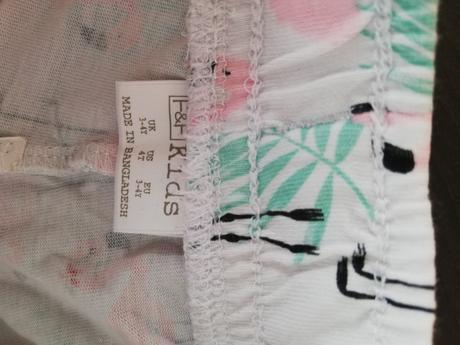 F&F Kids
UK US EU
3-4Y 4T 3-4Y
MADE IN BANGLADESH